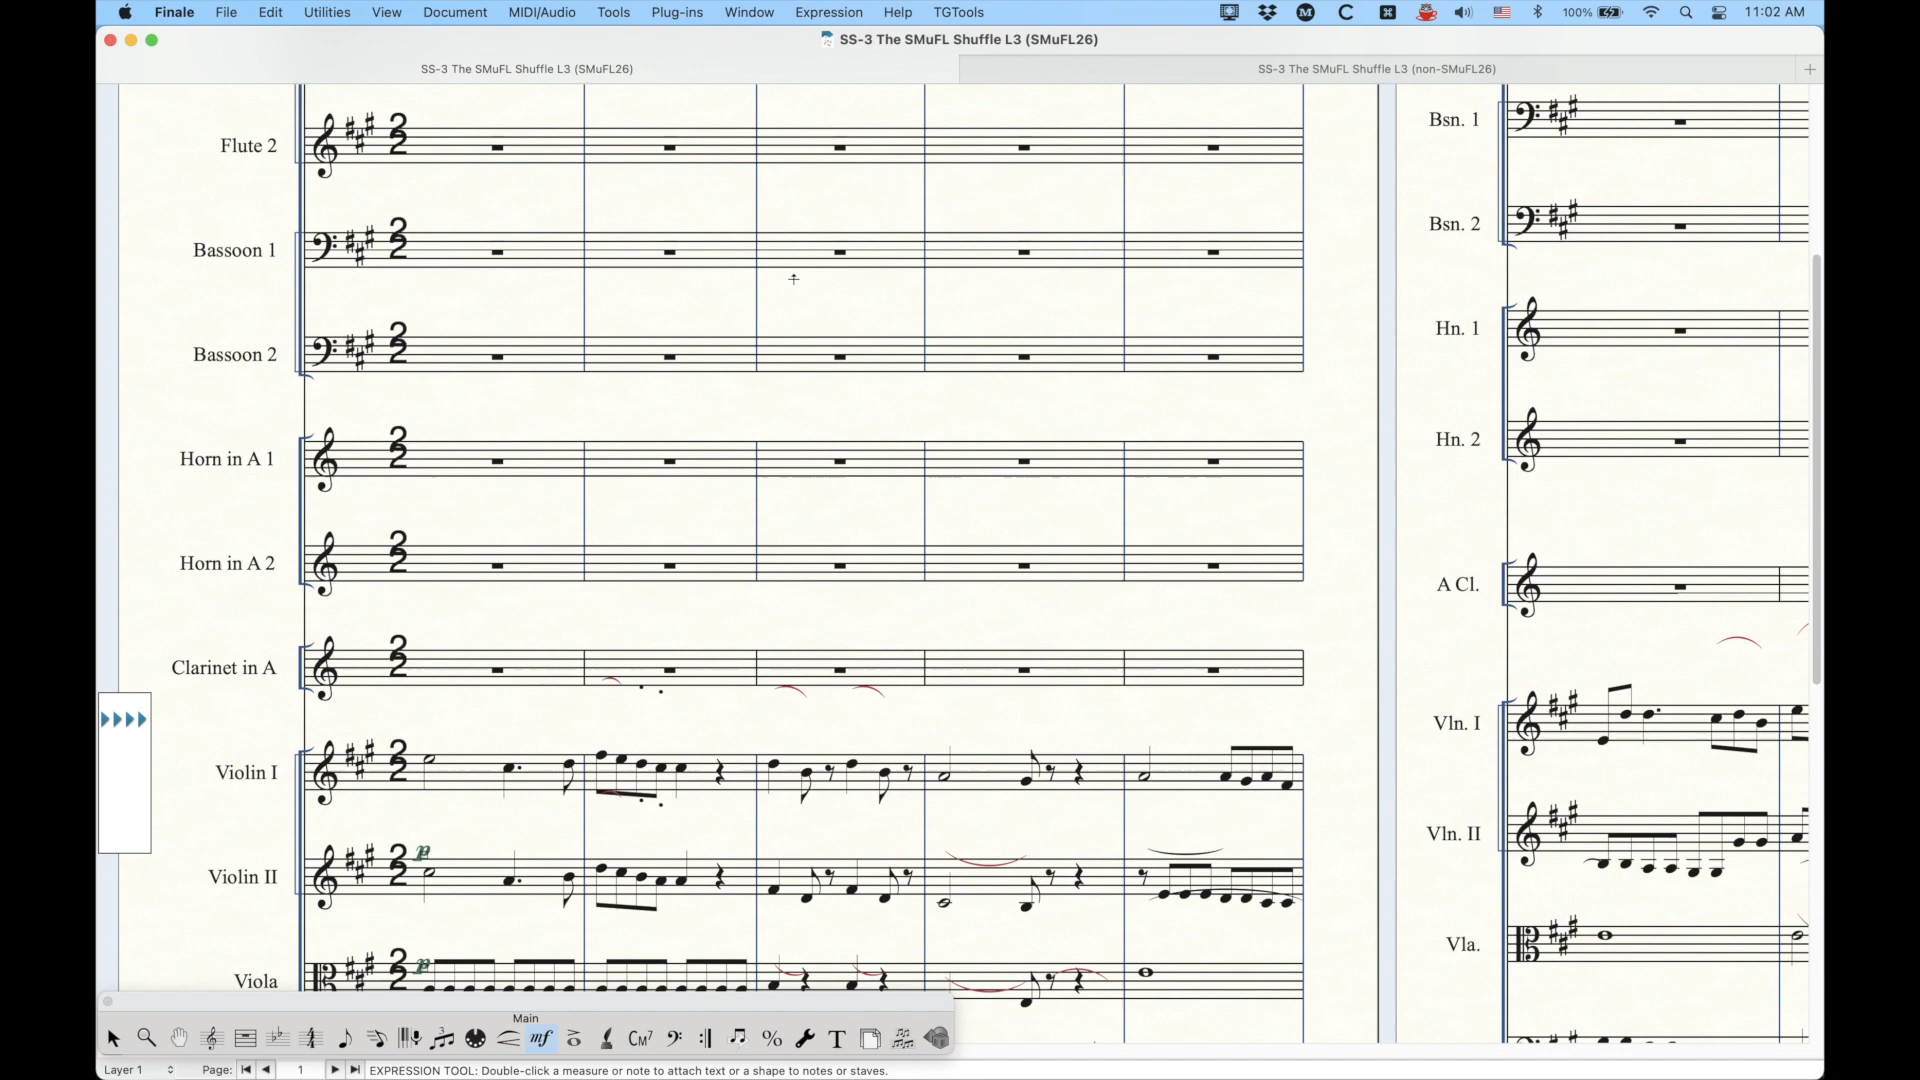 Finale File Edit Utilities View Document MIDI/Audio Tools Plug-ins Window Expression Help TGTools 100% 11:02 AM
SS-3 The SMuFL Shuffle L3 (SMuFL26)
SS-3 The SMuFL Shuffle L3 (SMuFL26) SS-3 The SMuFL Shuffle L3 (non-SMuFL26)
Flute 2
Bassoon 1
Bassoon 2
Horn in A 1
Horn in A 2
Clarinet in A
Violin I
Violin II
p
Viola
p
Bsn. 1
Bsn. 2
Hn. 1
Hn. 2
A Cl.
Vln. I
Vln. II
Vla.
Main
mf CM7 % T
Layer 1 Page: 1 EXPRESSION TOOL: Double-click a measure or note to attach text or a shape to notes or staves.